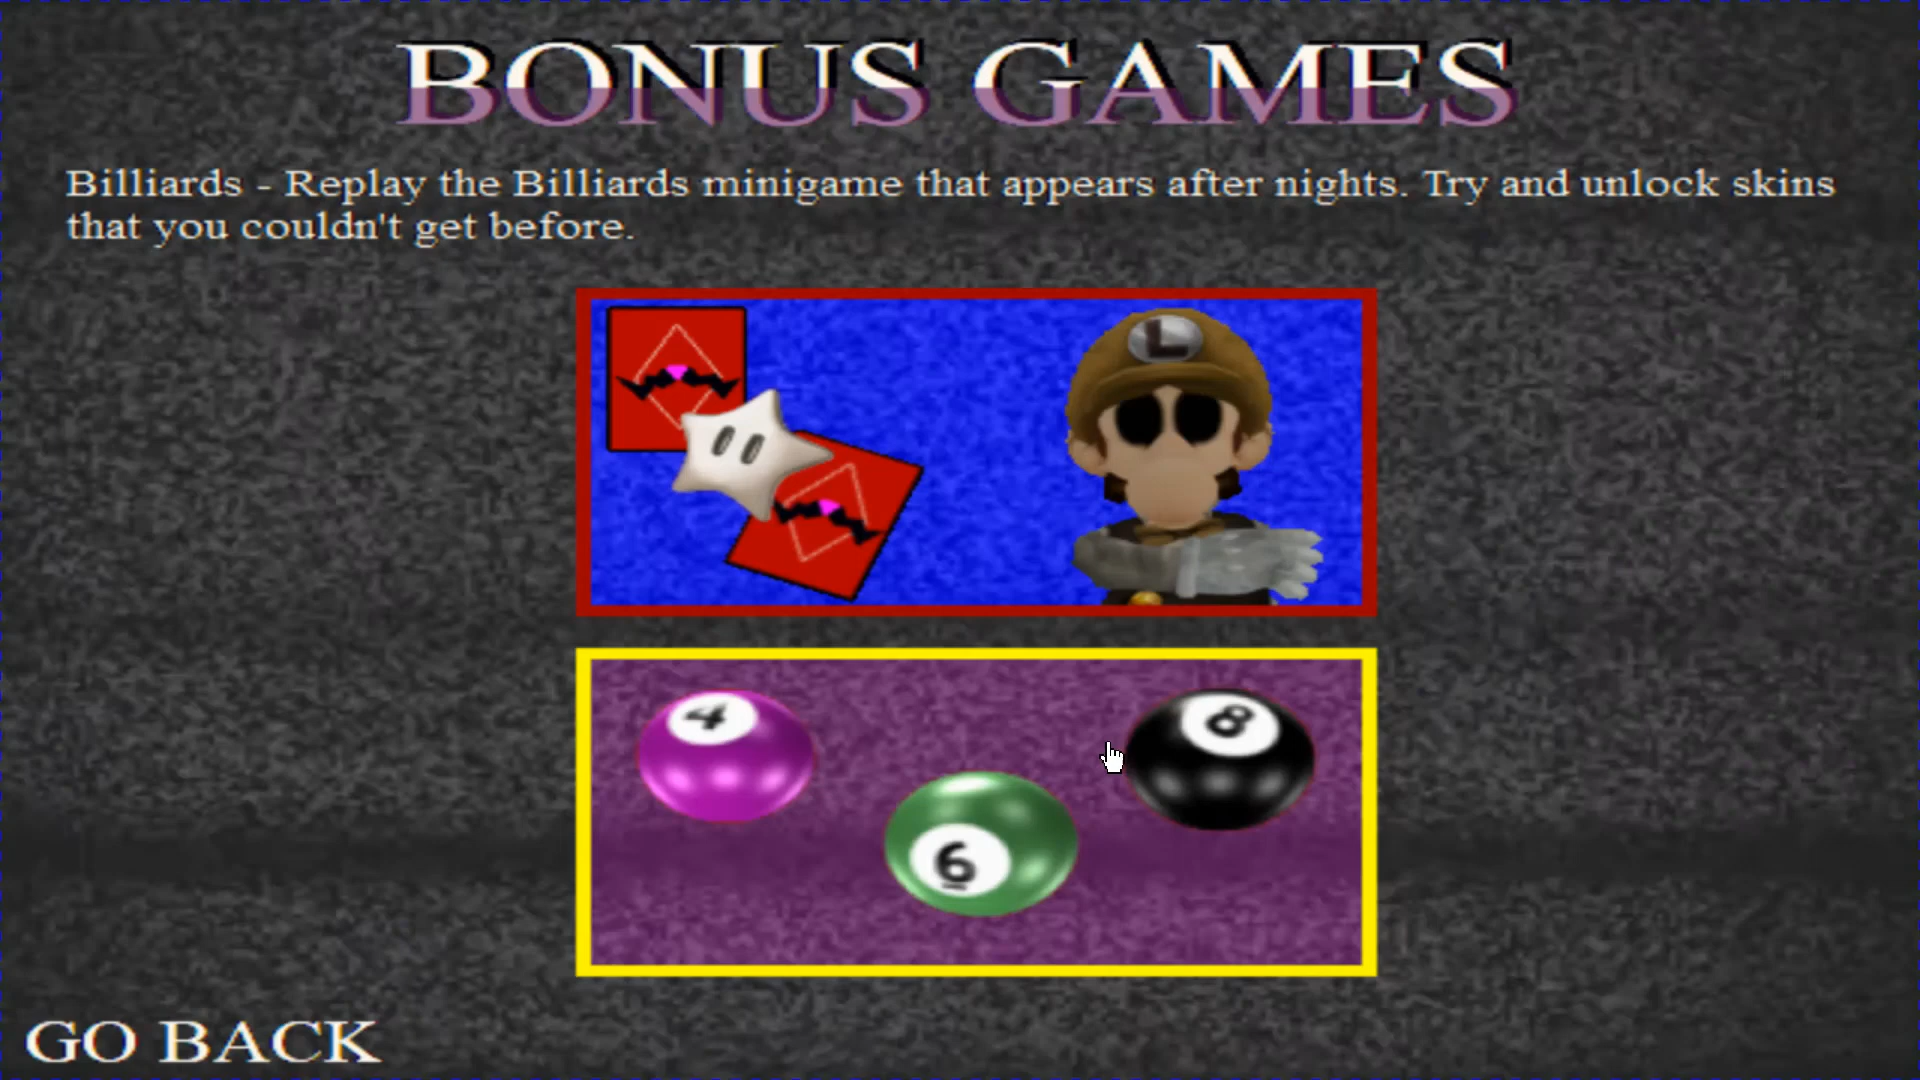 BONUS GAMES
Billiards - Replay the Billiards minigame that appears after nights. Try and unlock skins
that you couldn't get before.
L
4
8
6
GO BACK